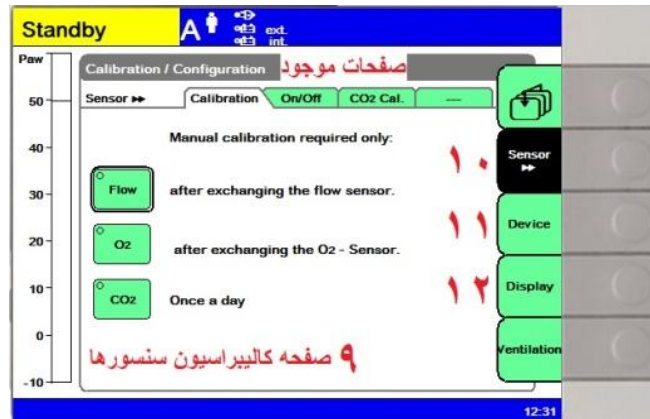 Standby A ext.
int.
Paw
Calibration / Configuration صفحات موجود
Sensor Calibration On/Off CO2 Cal. ---
50
Manual calibration required only:
40
۱۰
Sensor
Flow after exchanging the flow sensor.
30
۱۱
Device
O2 after exchanging the O2 - Sensor.
20
۱۲
Display
10
CO2 Once a day
0
۹ صفحه کالیبراسیون سنسورها
Ventilation
-10
12:31